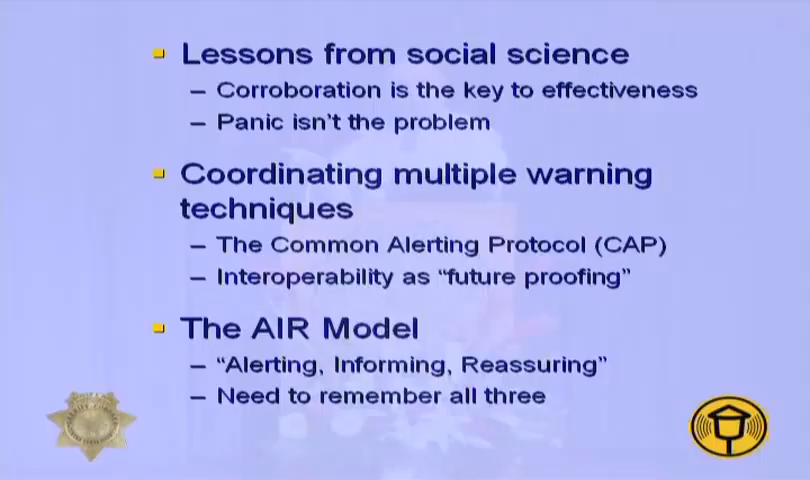 Lessons from social science
– Corroboration is the key to effectiveness
– Panic isn't the problem
Coordinating multiple warning
techniques
– The Common Alerting Protocol (CAP)
– Interoperability as “future proofing”
The AIR Model
– “Alerting, Informing, Reassuring”
– Need to remember all three